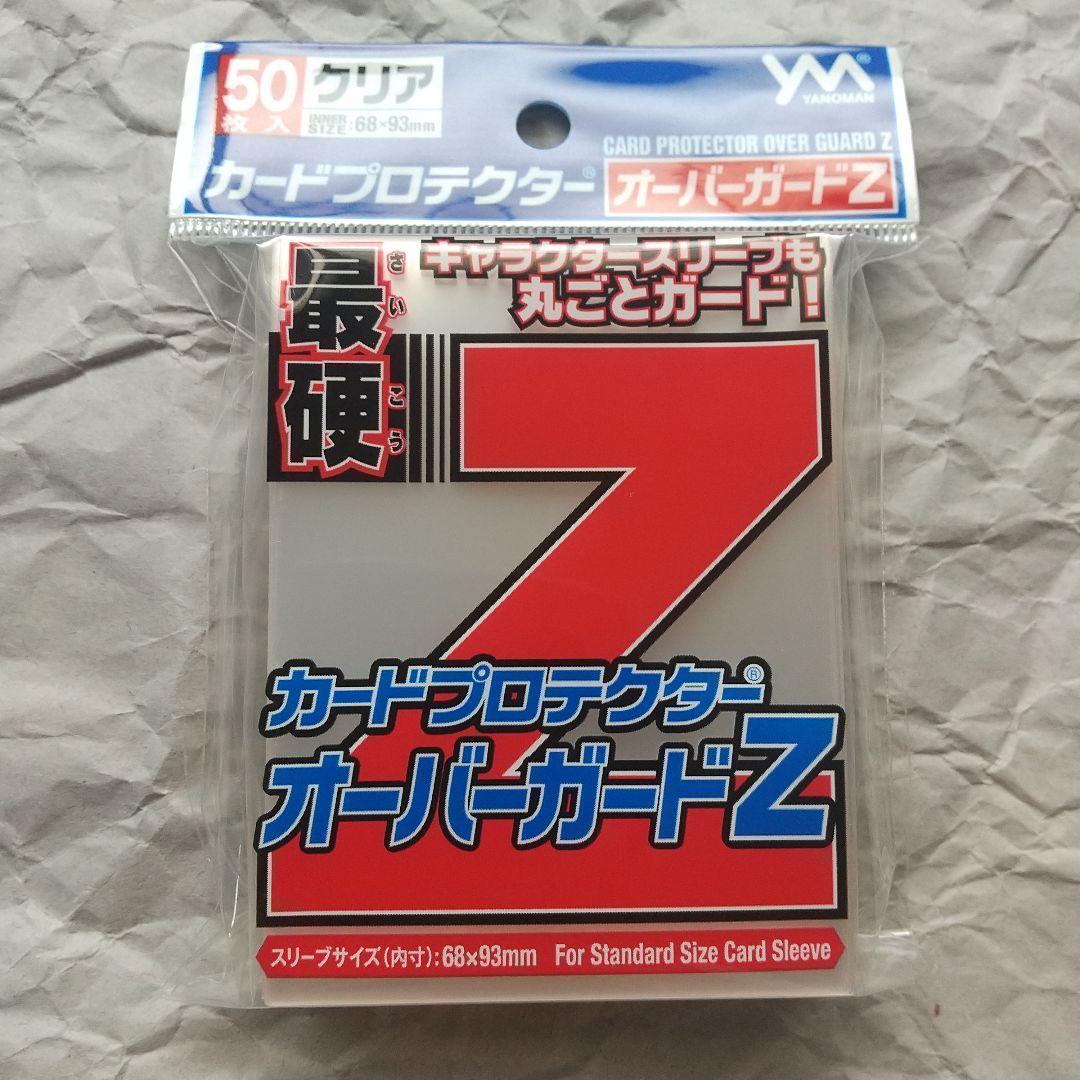 50
枚入
クリア
INNER
SIZE:68×93mm
YM®
YANOMAN
CARD PROTECTOR OVER GUARD Z
カードプロテクター®
オーバーガードZ
最硬
さいこう
キャラクタースリーブも
丸ごとガード!
Z
カードプロテクター®
オーバーガードZ
スリーブサイズ(内寸):68×93mm For Standard Size Card Sleeve